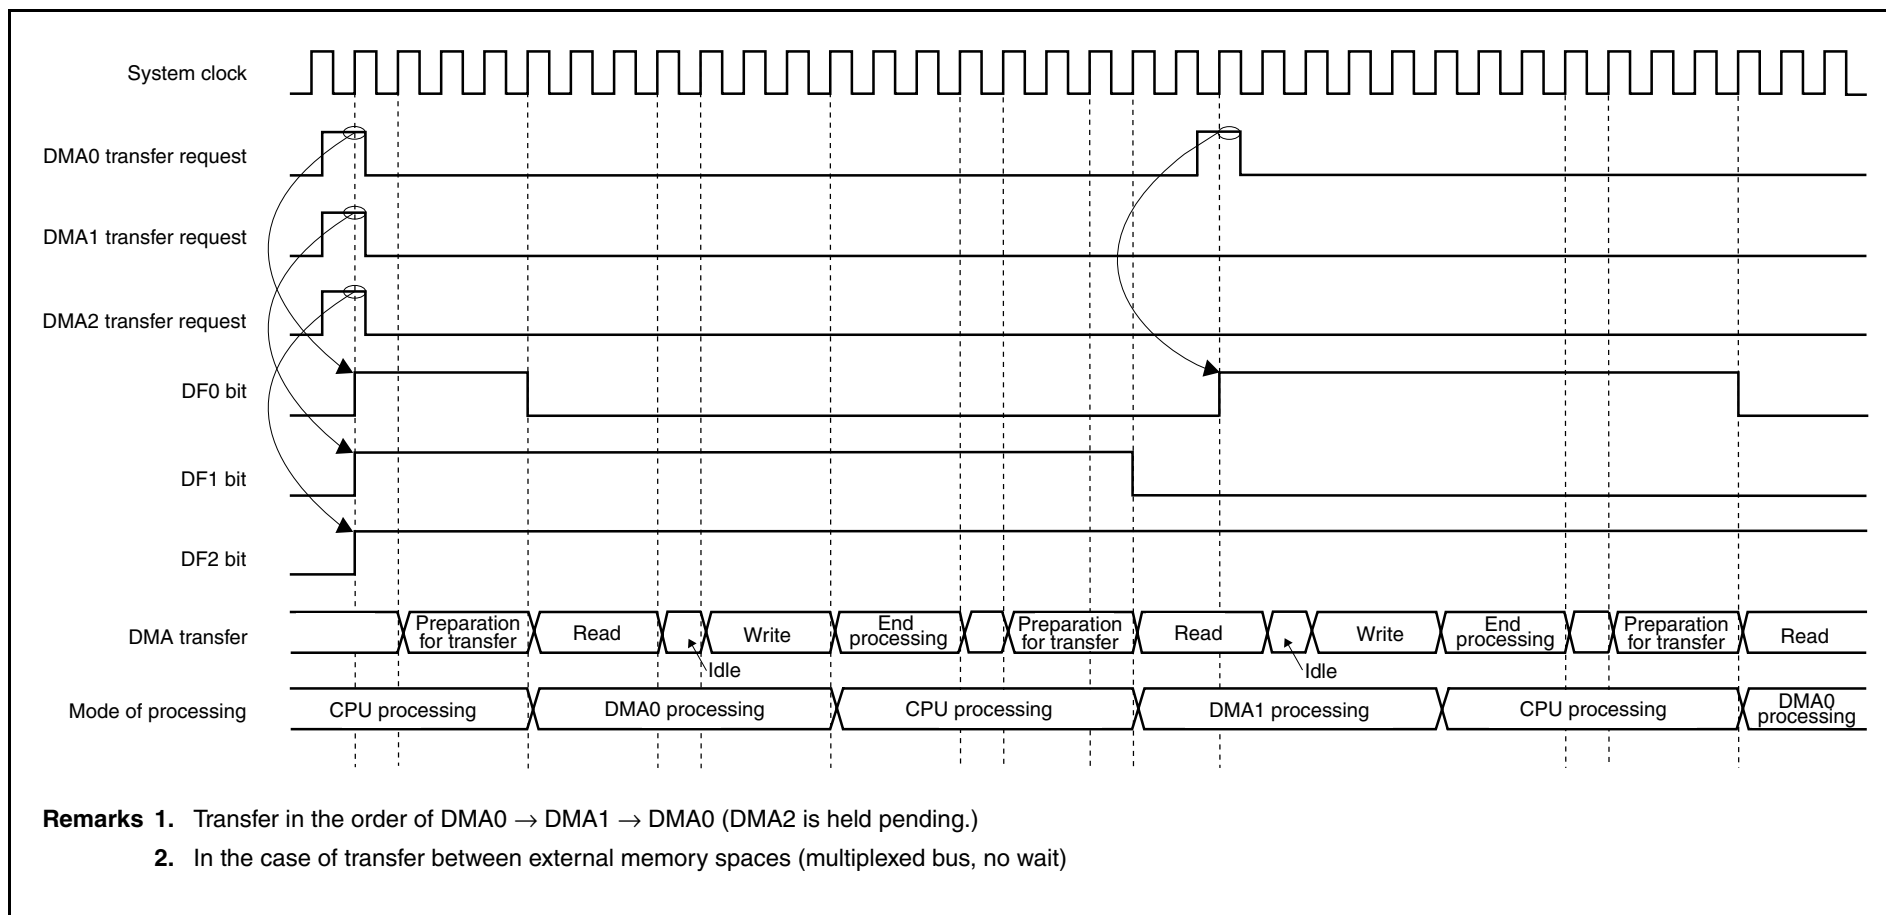 System clock
DMA0 transfer request
DMA1 transfer request
DMA2 transfer request
DF0 bit
DF1 bit
DF2 bit
DMA transfer
Preparation
for transfer
Read
Idle
Write
End
processing
Preparation
for transfer
Read
Idle
Write
End
processing
Preparation
for transfer
Read
Mode of processing
CPU processing
DMA0 processing
CPU processing
DMA1 processing
CPU processing
DMA0
processing
Remarks 1. Transfer in the order of DMA0 → DMA1 → DMA0 (DMA2 is held pending.)
2. In the case of transfer between external memory spaces (multiplexed bus, no wait)